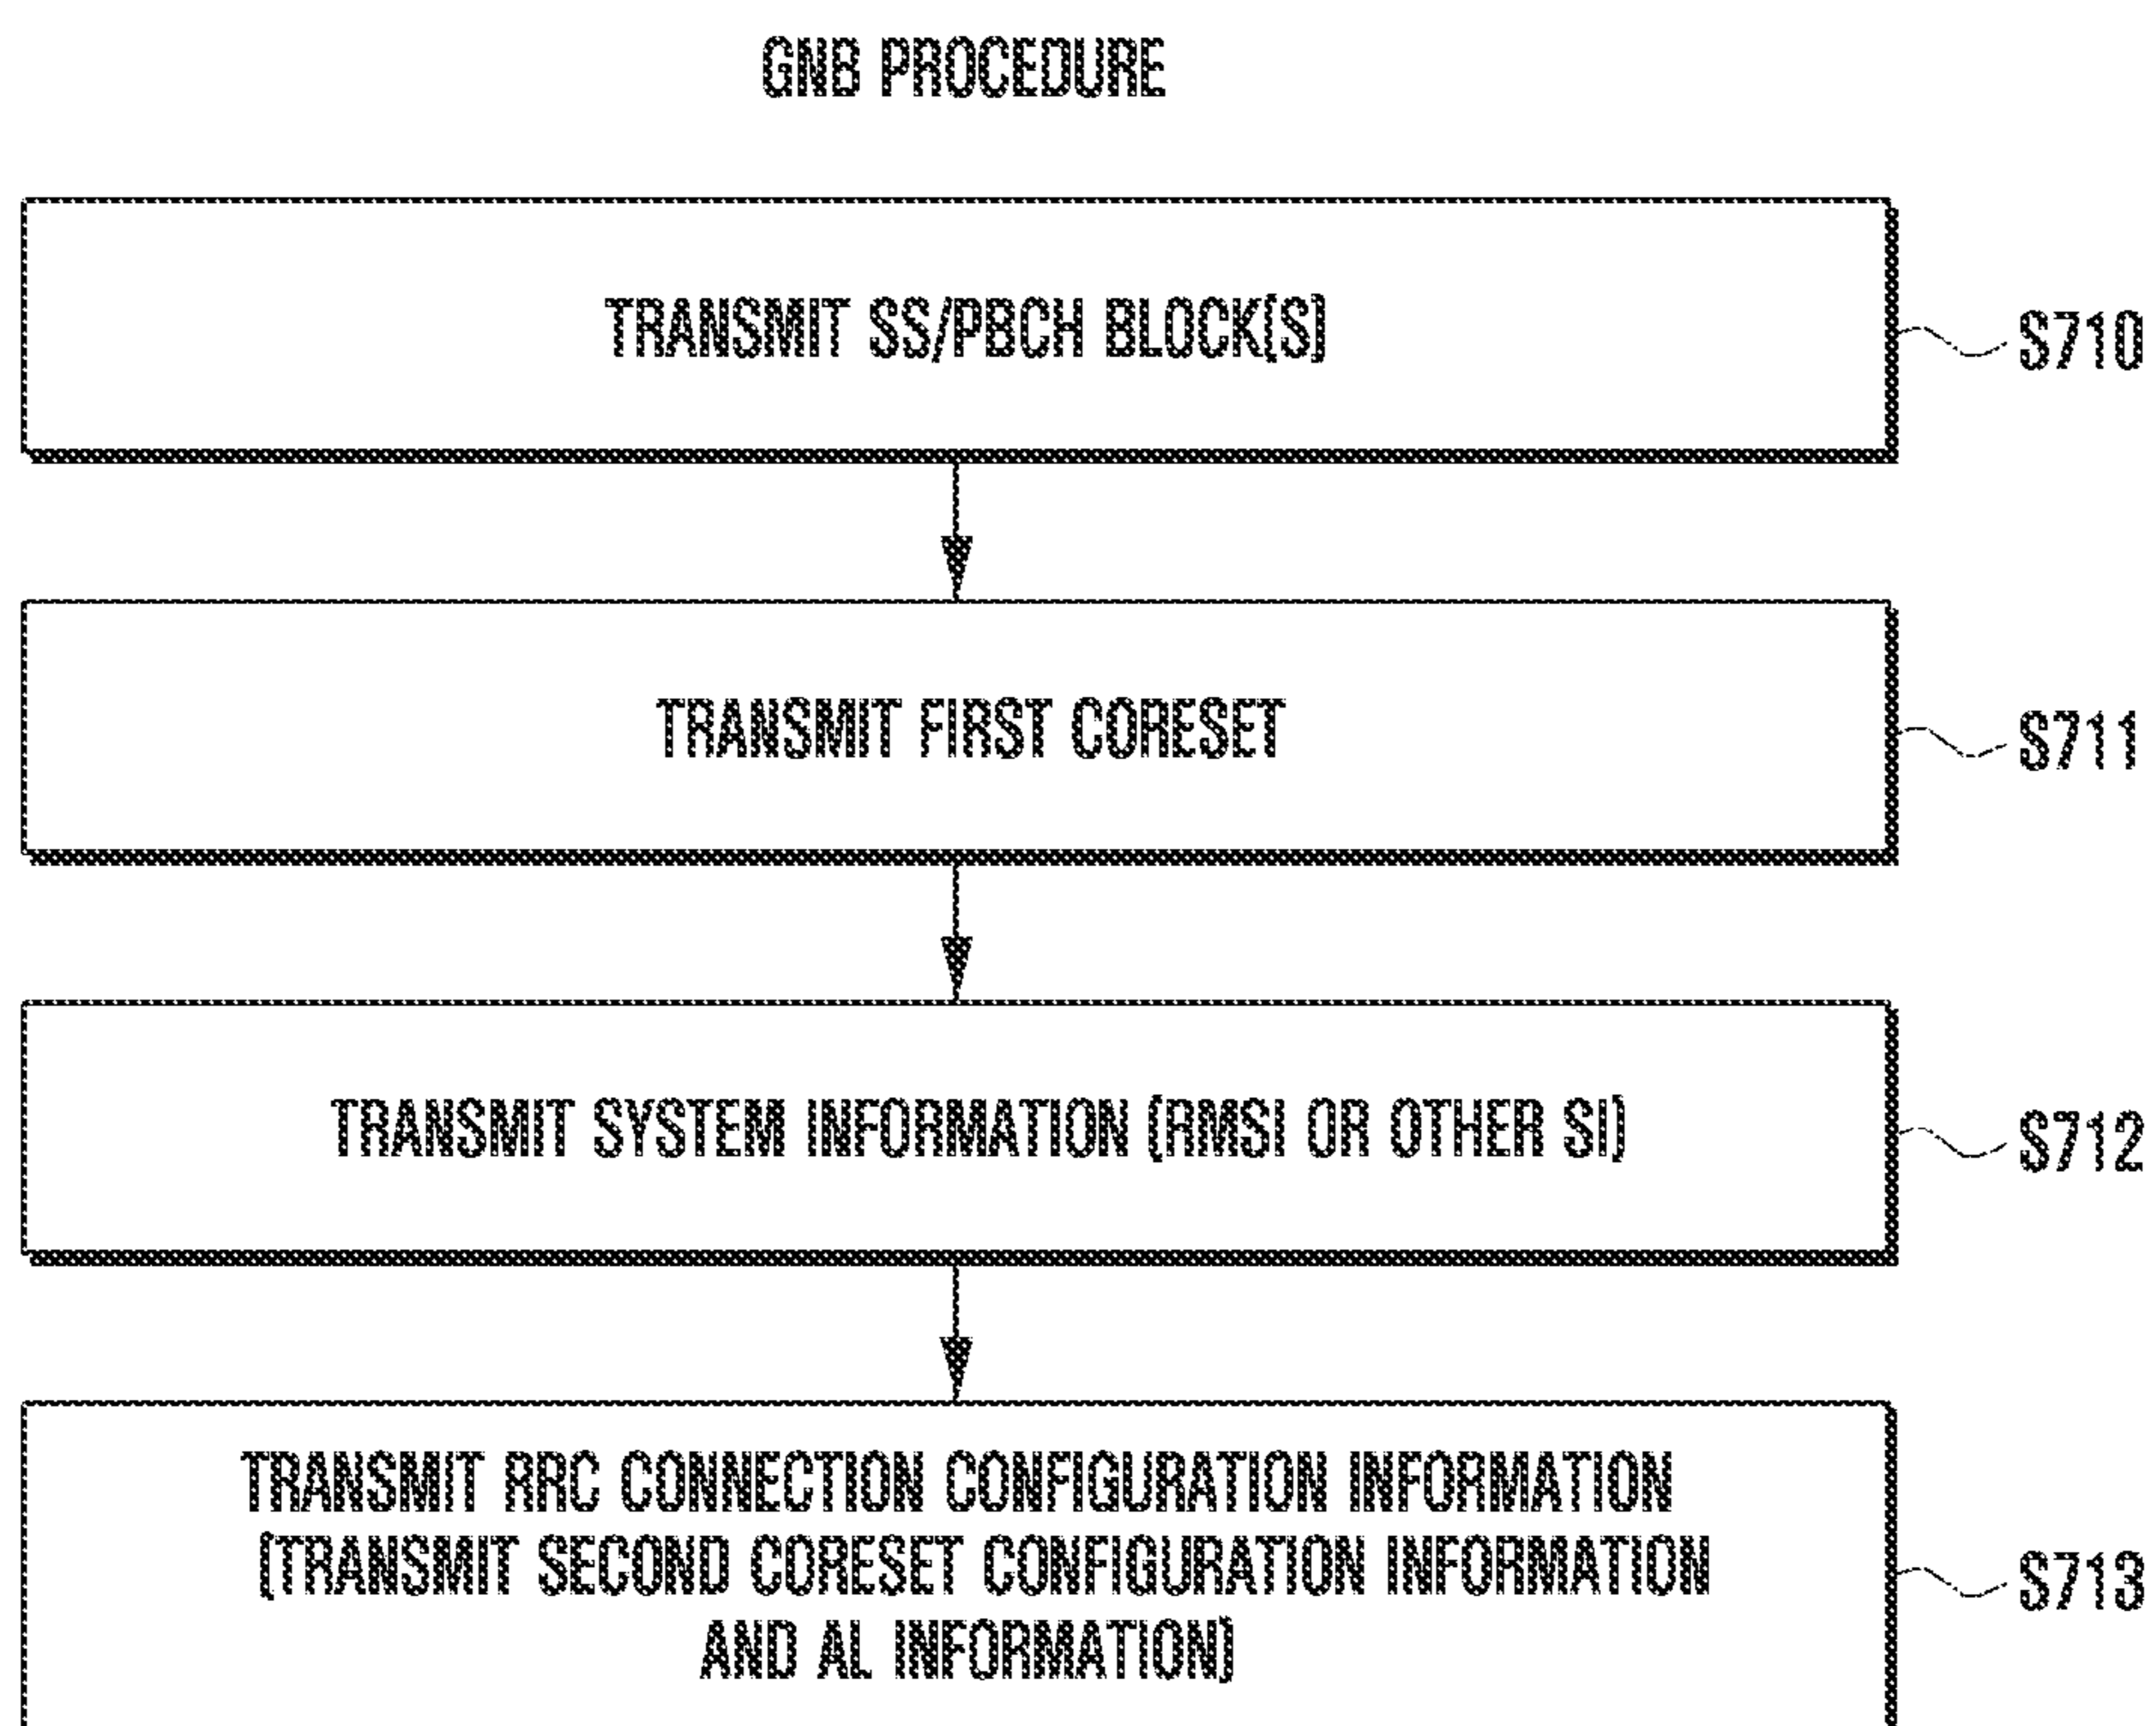 GNB PROCEDURE
TRANSMIT SS/PBCH BLOCK(S)
S710
TRANSMIT FIRST CORESET
S711
TRANSMIT SYSTEM INFORMATION (RMSI OR OTHER SI)
S712
TRANSMIT RRC CONNECTION CONFIGURATION INFORMATION
(TRANSMIT SECOND CORESET CONFIGURATION INFORMATION
AND AL INFORMATION)
S713